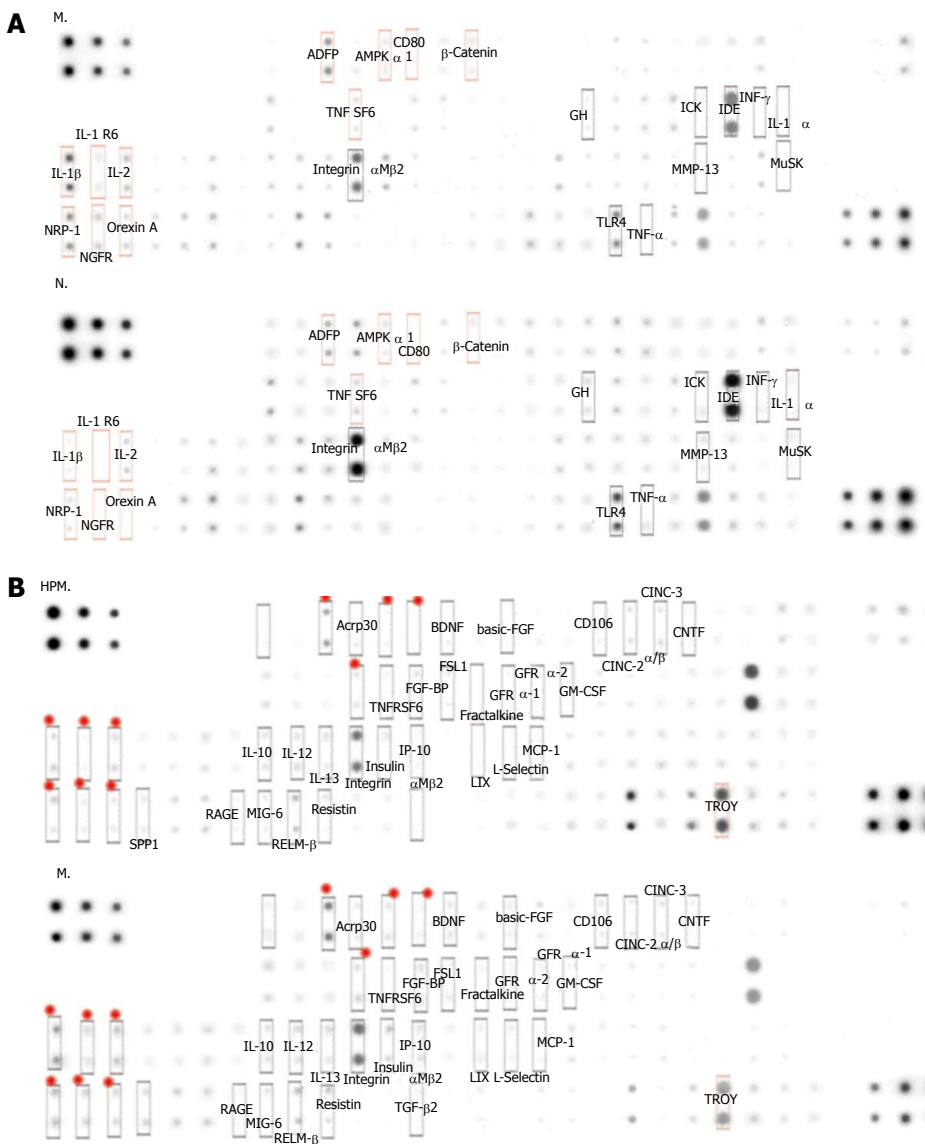 A
M.
CD80
ADFP AMPK α 1 β-Catenin
TNF SF6 GH ICK IDE INF-γ
IL-1 α
IL-1 R6
IL-1β IL-2 Integrin αMβ2 MMP-13 MuSK
NRP-1 Orexin A TLR4 TNF-α
NGFR
N.
ADFP AMPK α 1 CD80 β-Catenin
TNF SF6 GH ICK IDE INF-γ
IL-1 α
IL-1 R6
IL-1β IL-2 Integrin αMβ2 MMP-13 MuSK
NRP-1 Orexin A TLR4 TNF-α
NGFR
B
HPM.
CINC-3
Acrp30 BDNF basic-FGF CD106 CNTF
CINC-2 α/β
FSL1 GFR α-2
FGF-BP
TNFRSF6 GFR α-1 GM-CSF
Fractalkine
IL-10 IL-12 IP-10 MCP-1
IL-13 Insulin L-Selectin
Integrin αMβ2 LIX
RAGE MIG-6 Resistin TROY
SPP1 RELM-β
M.
CINC-3
Acrp30 BDNF basic-FGF CD106 CNTF
CINC-2 α/β
GFR α-1
FSL1
FGF-BP GFR α-2 GM-CSF
TNFRSF6 Fractalkine
IL-10 IL-12 IP-10 MCP-1
Insulin
IL-13 Integrin αMβ2 LIX L-Selectin
RAGE Resistin TGF-β2 TROY
MIG-6
RELM-β